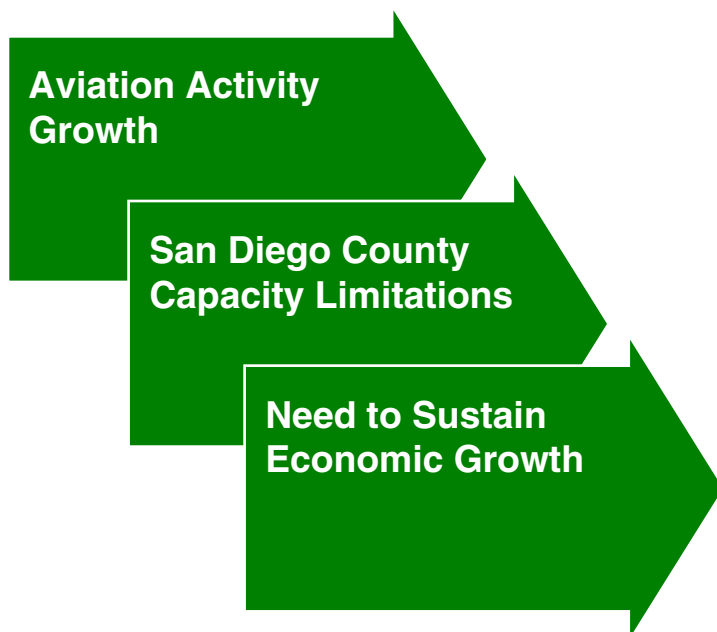 Aviation Activity
Growth
San Diego County
Capacity Limitations
Need to Sustain
Economic Growth